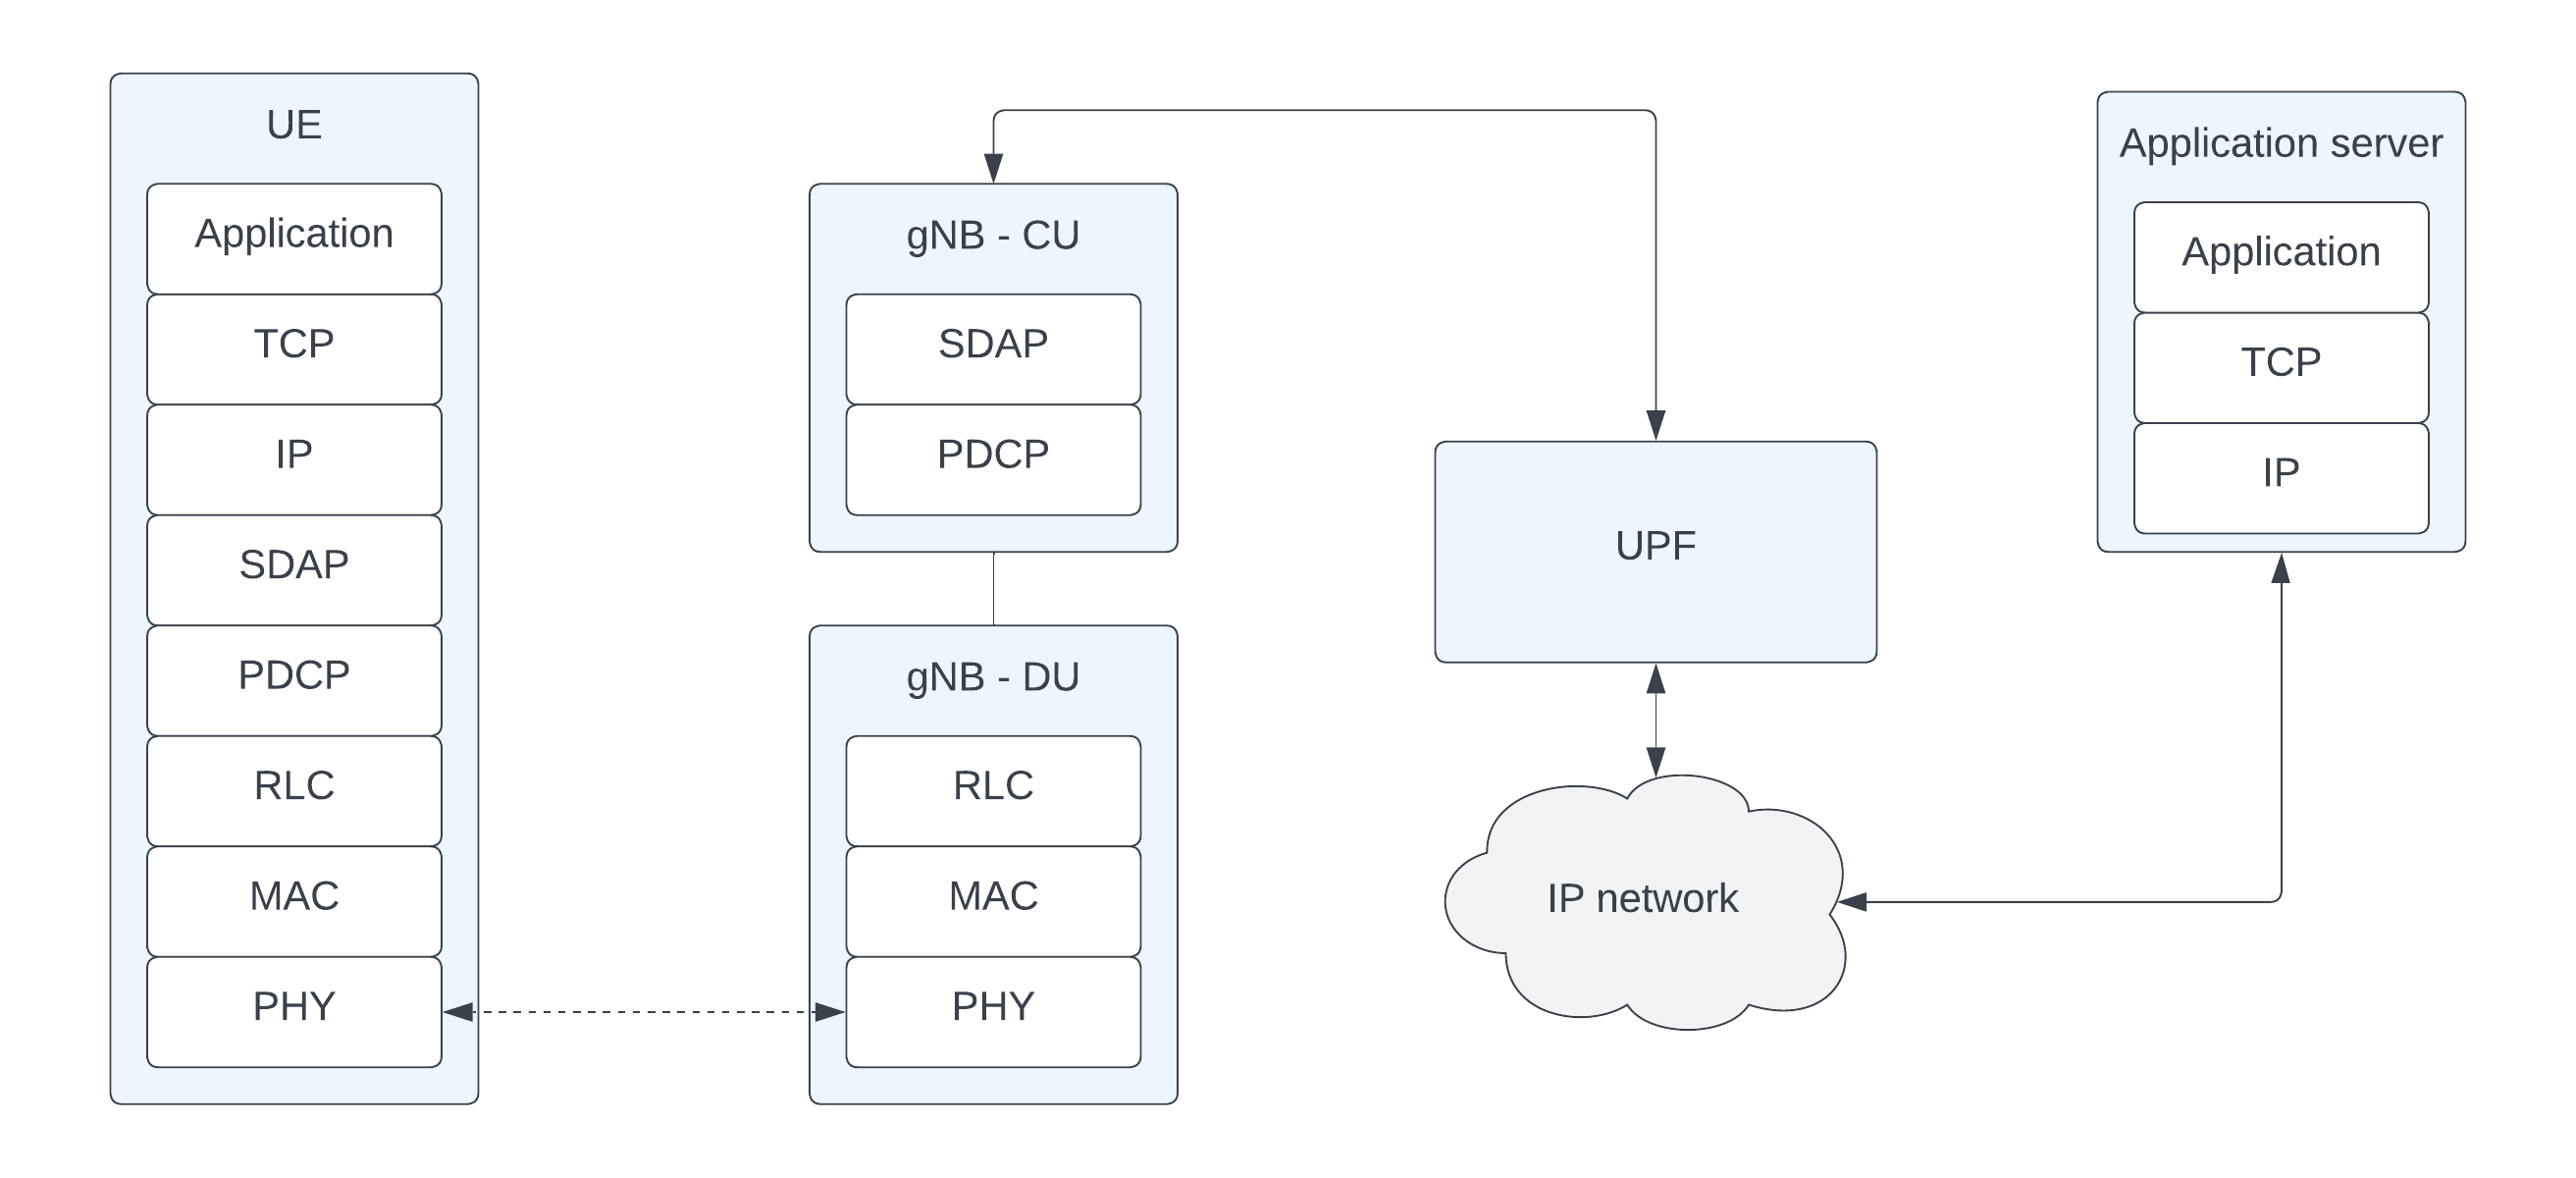 UE
Application
TCP
IP
SDAP
PDCP
RLC
MAC
PHY
gNB - CU
SDAP
PDCP
gNB - DU
RLC
MAC
PHY
UPF
IP network
Application server
Application
TCP
IP